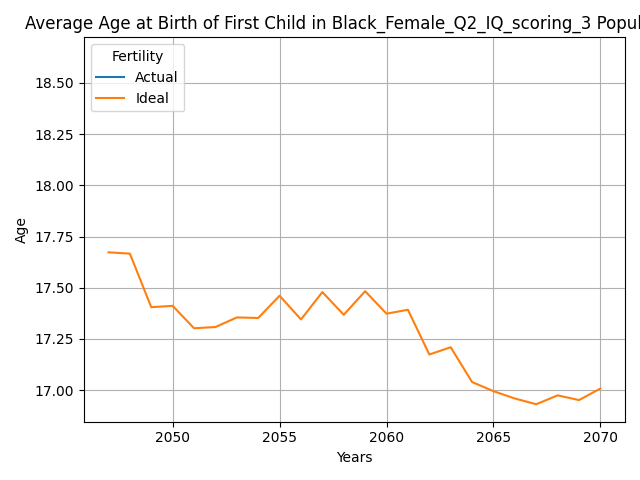 Average Age at Birth of First Child in Black_Female_Q2_IQ_scoring_3 Popul
Fertility
Actual
Ideal
18.50
18.25
18.00
17.75
17.50
17.25
17.00
Age
2050 2055 2060 2065 2070
Years